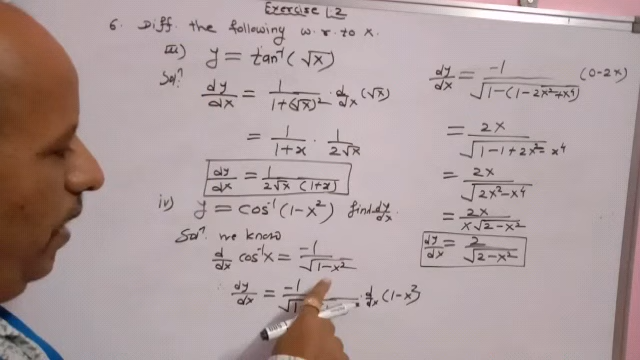 Exercise 1.2
6. Diff. the following w.r. to x.
iii) y = tan⁻¹(√x)
Solⁿ. dy/dx = 1/(1+(√x)²) · d/dx (√x)
= 1/(1+x) · 1/(2√x)
dy/dx = 1/(2√x (1+x))
iv) y = cos⁻¹(1-x²) find dy/dx.
Solⁿ. we know
d/dx cos⁻¹x = -1/√(1-x²)
∴ dy/dx = -1/√(1 · d/dx (1-x²)
dy/dx = -1/√(1-(1-2x²+x⁴) (0-2x)
= 2x/√(1-1+2x²-x⁴)
= 2x/√(2x²-x⁴)
= 2x/(x√(2-x²))
dy/dx = 2/√(2-x²)